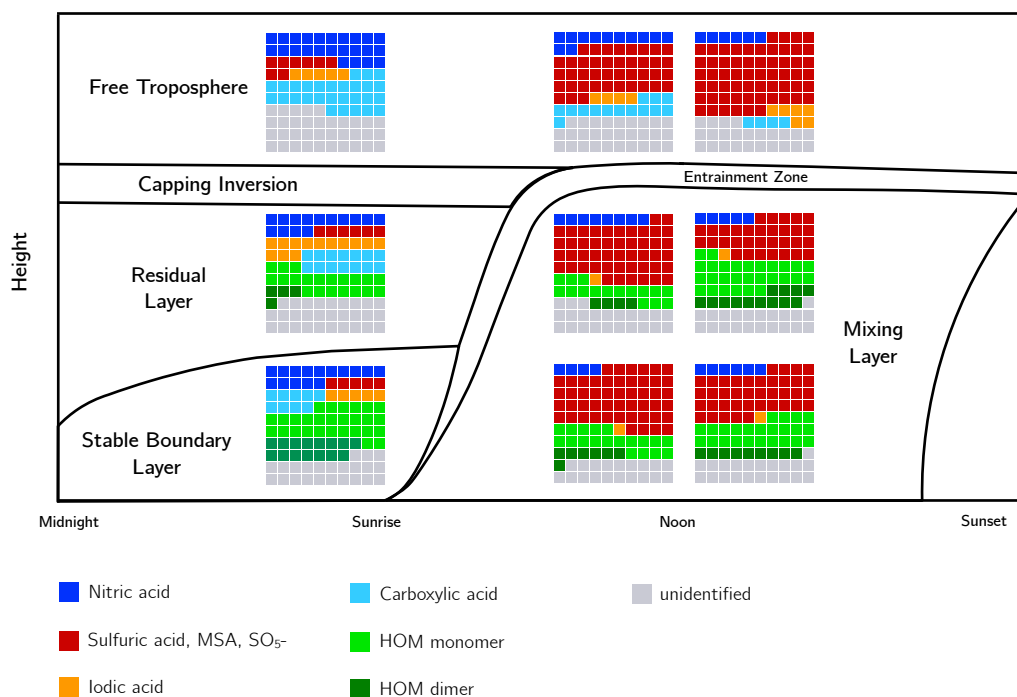 Free Troposphere
Capping Inversion
Entrainment Zone
Height
Residual
Layer
Mixing
Layer
Stable Boundary
Layer
Midnight
Sunrise
Noon
Sunset
Nitric acid
Carboxylic acid
unidentified
Sulfuric acid, MSA, SO₅-
HOM monomer
Iodic acid
HOM dimer